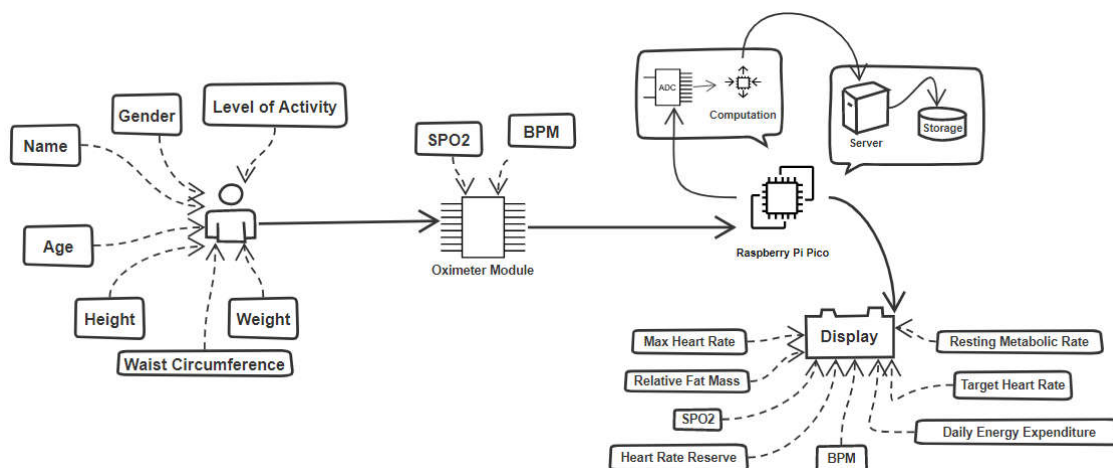 Gender
Level of Activity
Name
Age
Height
Weight
Waist Circumference
SPO2
BPM
Oximeter Module
ADC
Computation
Server
Storage
Raspberry Pi Pico
Display
Max Heart Rate
Relative Fat Mass
SPO2
Heart Rate Reserve
BPM
Resting Metabolic Rate
Target Heart Rate
Daily Energy Expenditure